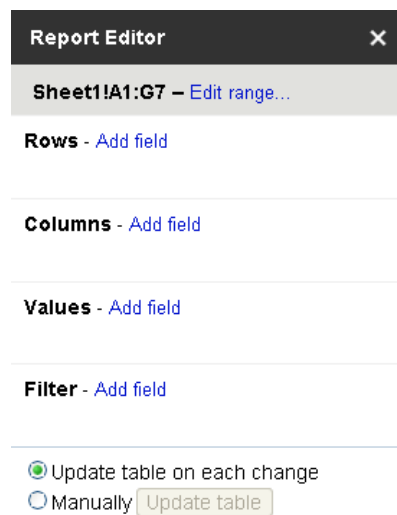 Report Editor
Sheet1!A1:G7 – Edit range...
Rows - Add field
Columns - Add field
Values - Add field
Filter - Add field
Update table on each change
Manually Update table